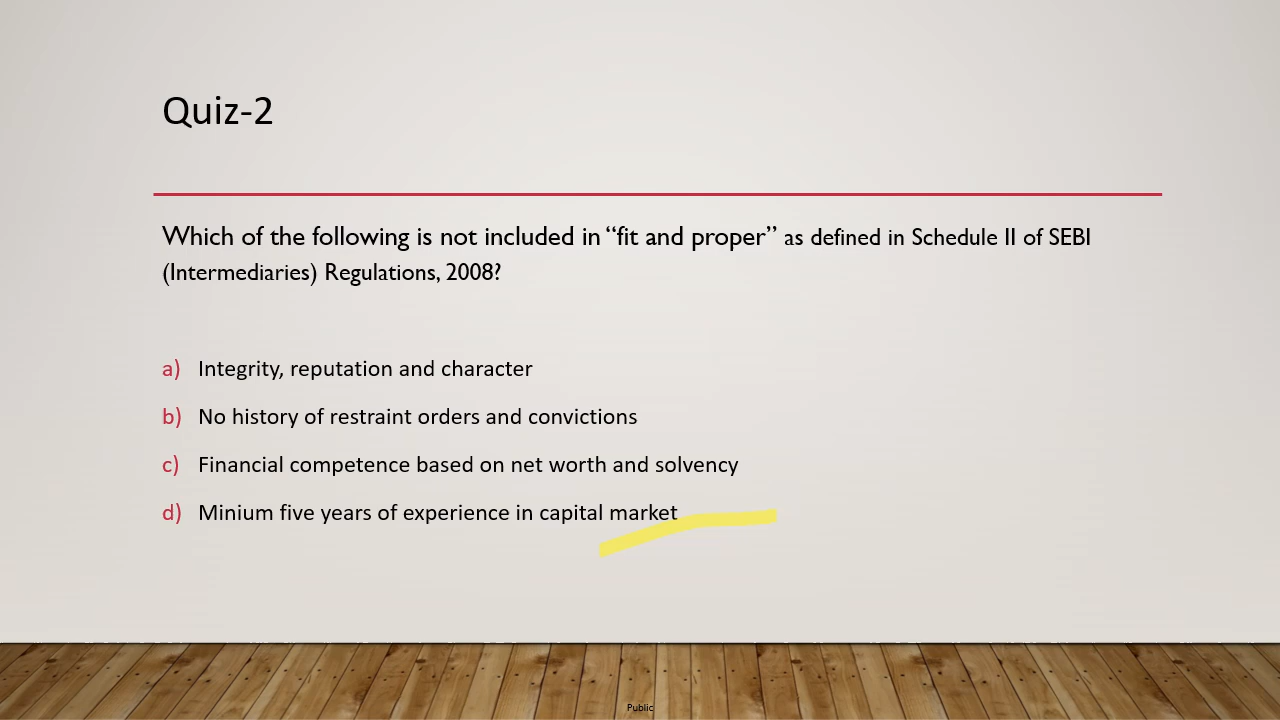 Quiz-2
Which of the following is not included in “fit and proper” as defined in Schedule II of SEBI
(Intermediaries) Regulations, 2008?
a) Integrity, reputation and character
b) No history of restraint orders and convictions
c) Financial competence based on net worth and solvency
d) Minium five years of experience in capital market
Public